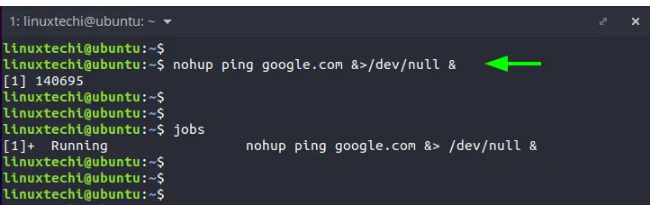 1: linuxtechi@ubuntu: ~
linuxtechi@ubuntu:~$
linuxtechi@ubuntu:~$ nohup ping google.com &>/dev/null &
[1] 140695
linuxtechi@ubuntu:~$
linuxtechi@ubuntu:~$
linuxtechi@ubuntu:~$ jobs
[1]+  Running                 nohup ping google.com &> /dev/null &
linuxtechi@ubuntu:~$
linuxtechi@ubuntu:~$
linuxtechi@ubuntu:~$